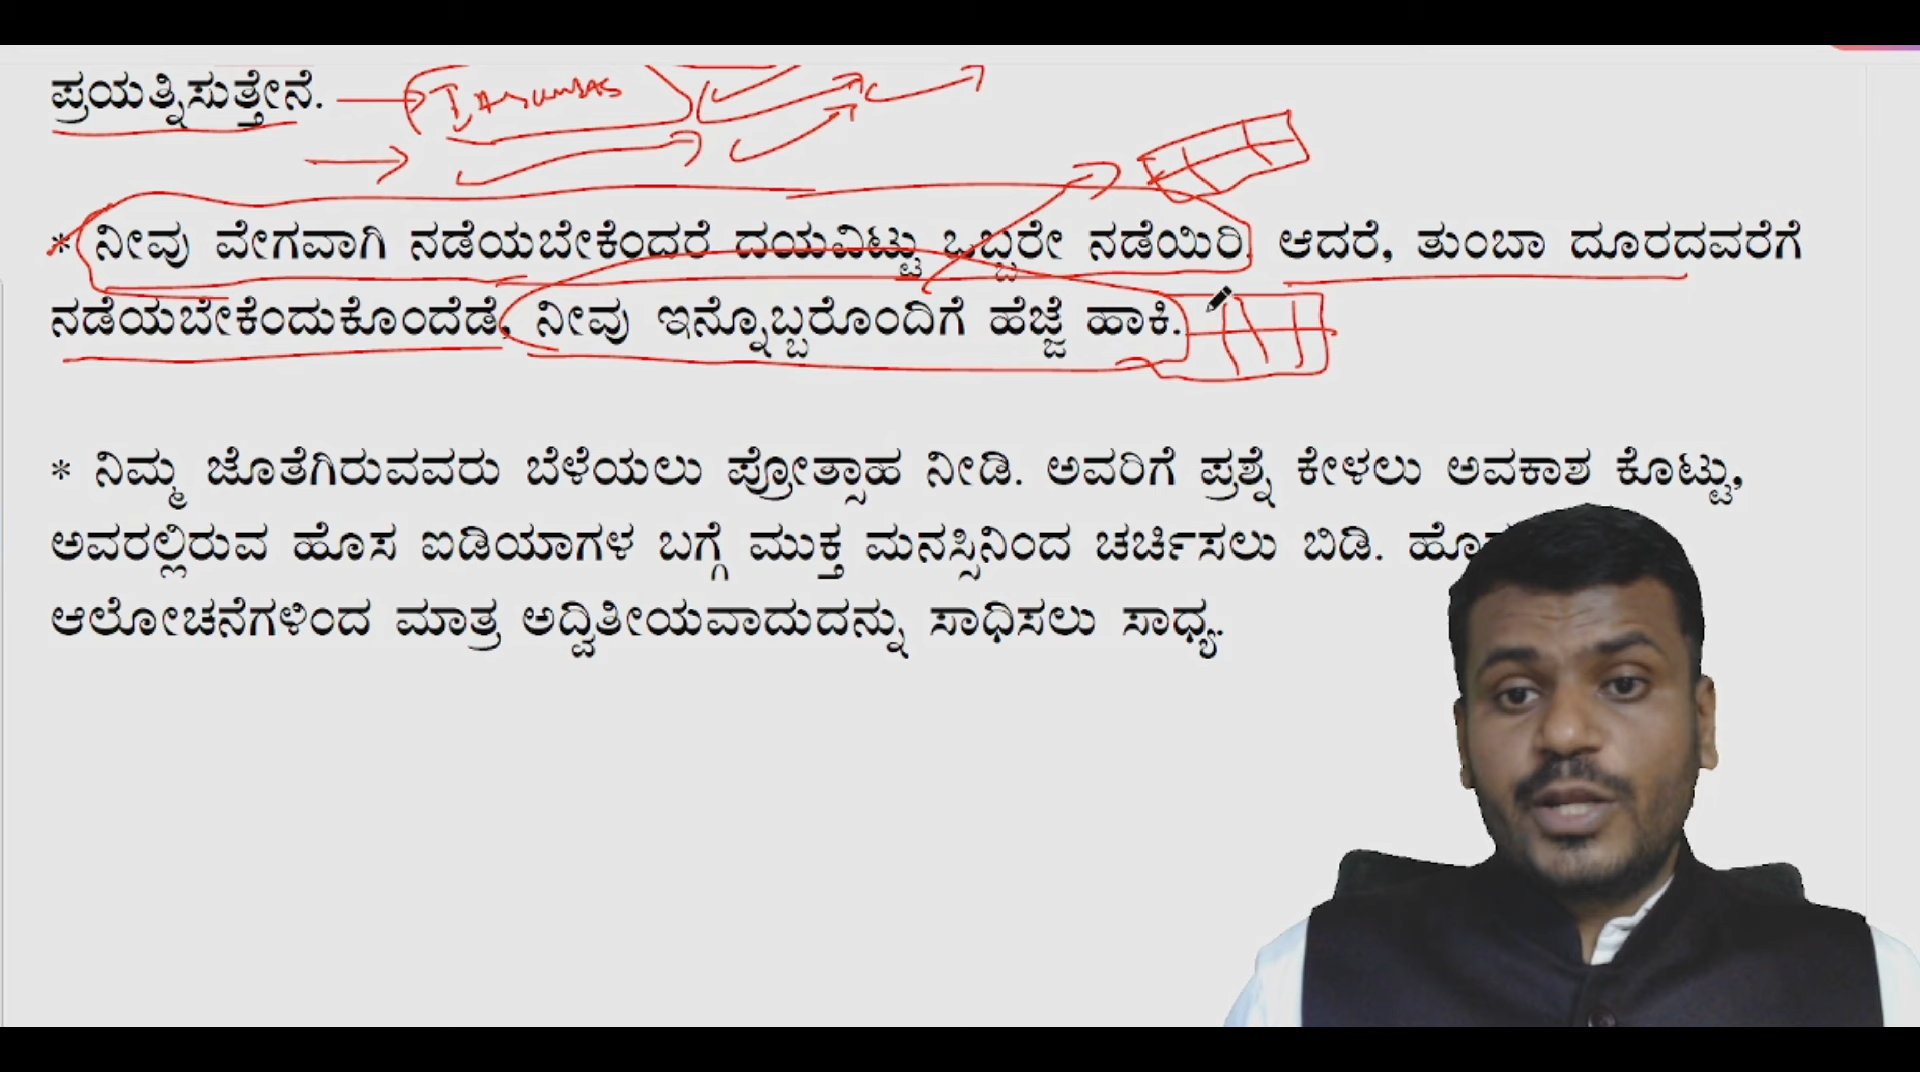 ಪ್ರಯತ್ನಿಸುತ್ತೇನೆ.
* ನೀವು ವೇಗವಾಗಿ ನಡೆಯಬೇಕೆಂದರೆ ದಯವಿಟ್ಟು ಒಬ್ಬರೇ ನಡೆಯಿರಿ. ಆದರೆ, ತುಂಬಾ ದೂರದವರೆಗೆ
ನಡೆಯಬೇಕೆಂದುಕೊಂದೆಡೆ, ನೀವು ಇನ್ನೊಬ್ಬರೊಂದಿಗೆ ಹೆಜ್ಜೆ ಹಾಕಿ.
* ನಿಮ್ಮ ಜೊತೆಗಿರುವವರು ಬೆಳೆಯಲು ಪ್ರೋತ್ಸಾಹ ನೀಡಿ. ಅವರಿಗೆ ಪ್ರಶ್ನೆ ಕೇಳಲು ಅವಕಾಶ ಕೊಟ್ಟು,
ಅವರಲ್ಲಿರುವ ಹೊಸ ಐಡಿಯಾಗಳ ಬಗ್ಗೆ ಮುಕ್ತ ಮನಸ್ಸಿನಿಂದ ಚರ್ಚಿಸಲು ಬಿಡಿ.
ಆಲೋಚನೆಗಳಿಂದ ಮಾತ್ರ ಅದ್ವಿತೀಯವಾದುದನ್ನು ಸಾಧಿಸಲು ಸಾಧ್ಯ.